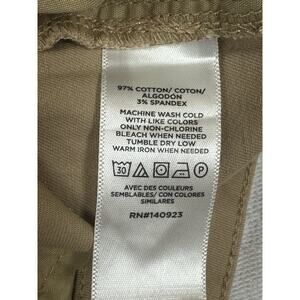 97% COTTON/ COTON/
ALGODÓN
3% SPANDEX
MACHINE WASH COLD
WITH LIKE COLORS
ONLY NON-CHLORINE
BLEACH WHEN NEEDED
TUMBLE DRY LOW
WARM IRON WHEN NEEDED
30 P
AVEC DES COULEURS
SEMBLABLES/ CON COLORES
SIMILARES
RN#140923